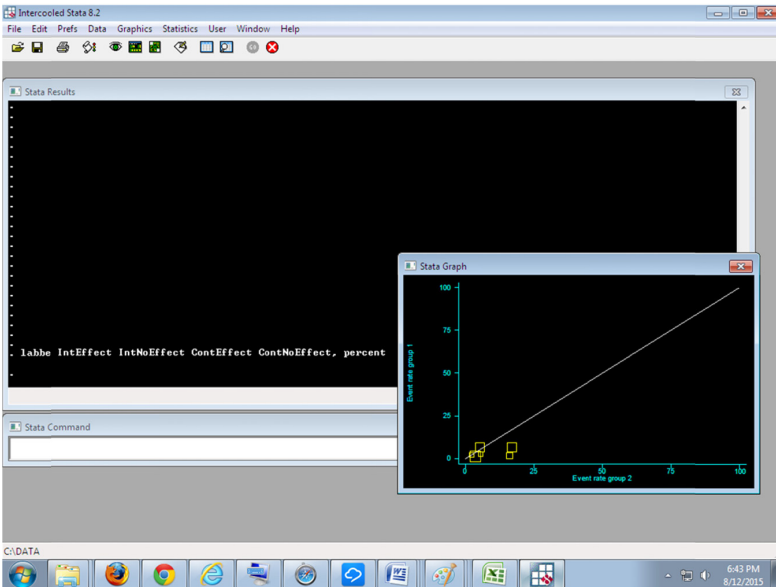 Intercooled Stata 8.2
File Edit Prefs Data Graphics Statistics User Window Help
Stata Results
. labbe IntEffect IntNoEffect ContEffect ContNoEffect, percent
Stata Graph
100
75
50
25
0
Event rate group 1
0 25 50 75 100
Event rate group 2
Stata Command
C:\DATA
6:43 PM
8/12/2015